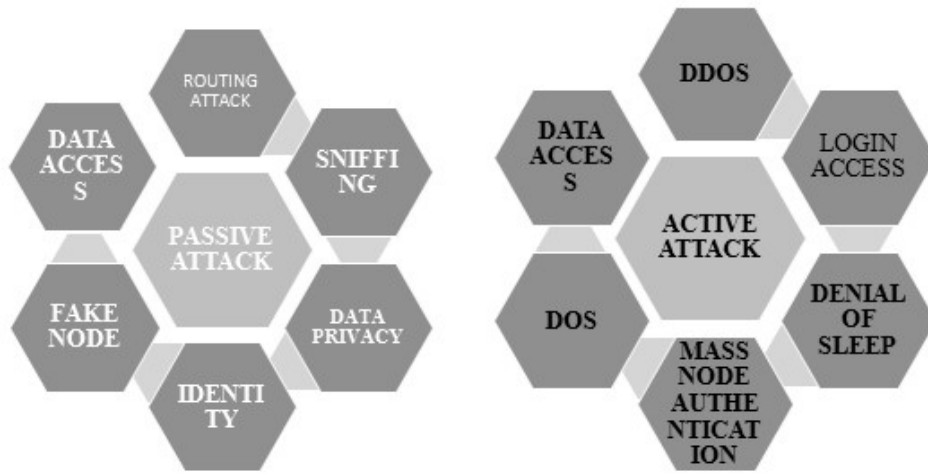 ROUTING
ATTACK
SNIFFI
NG
DATA
PRIVACY
IDENTI
TY
FAKE
NODE
DATA
ACCES
S
PASSIVE
ATTACK
DDOS
LOGIN
ACCESS
DENIAL
OF
SLEEP
MASS
NODE
AUTHE
NTICAT
ION
DOS
DATA
ACCES
S
ACTIVE
ATTACK